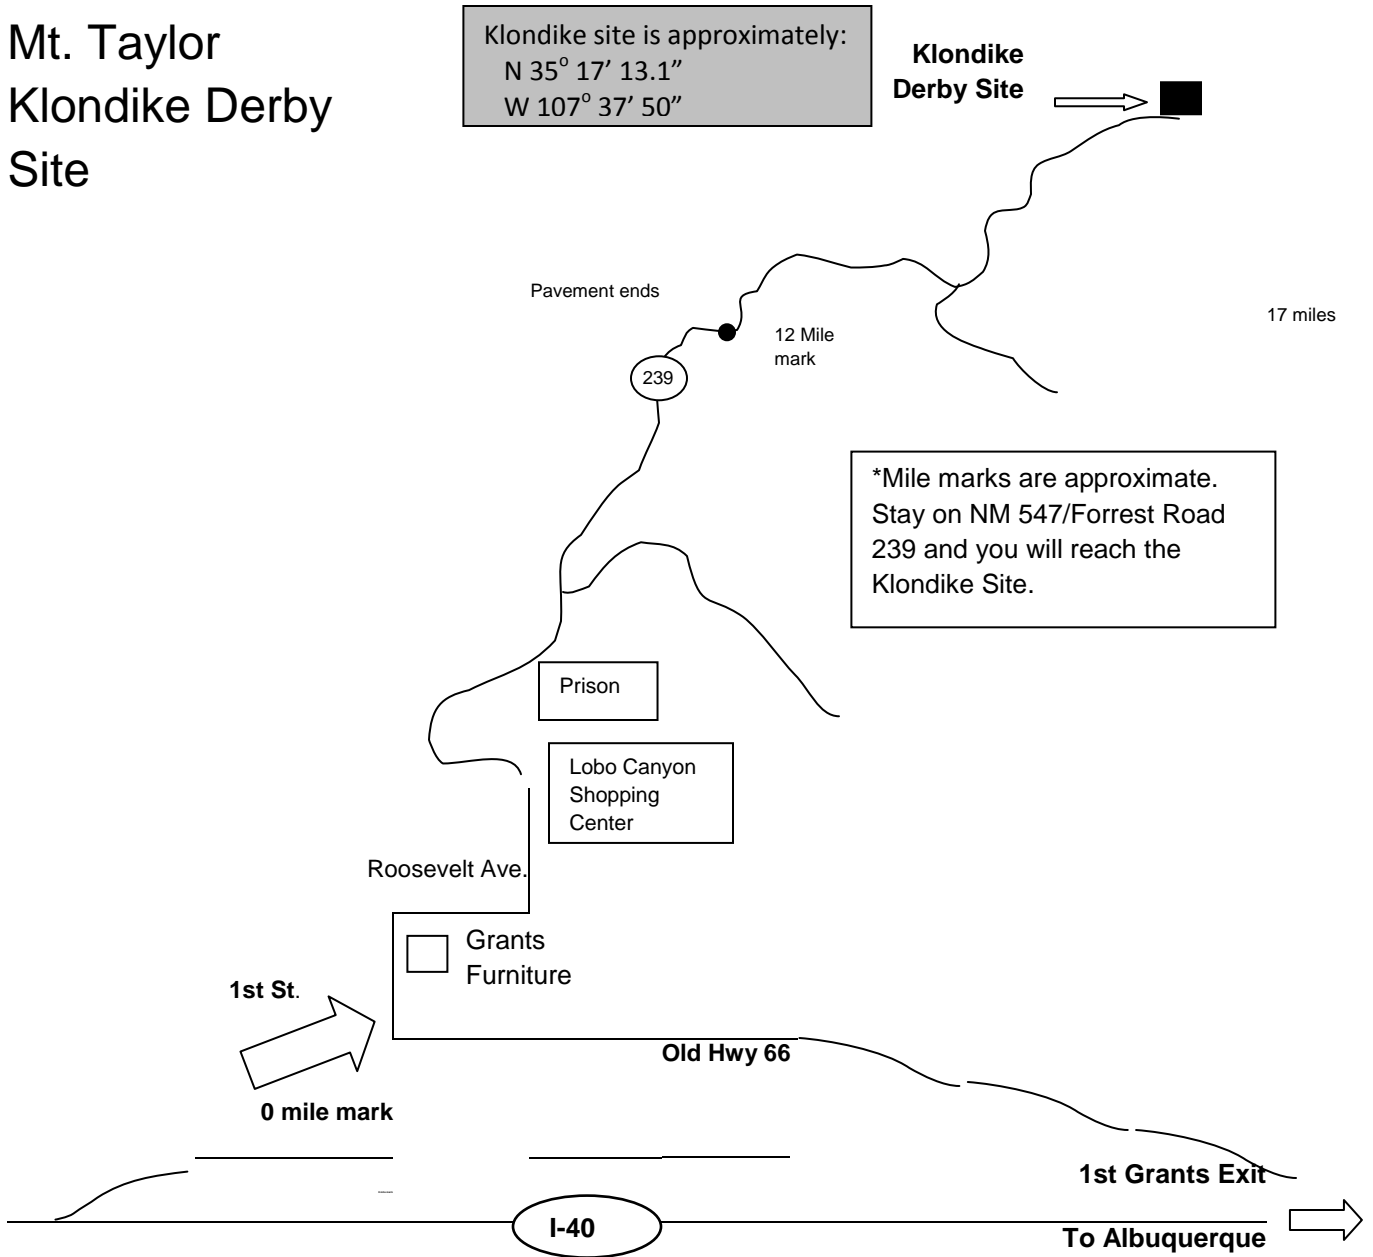 Mt. Taylor
Klondike Derby
Site
Klondike site is approximately:
N 35° 17’ 13.1”
W 107° 37’ 50”
Klondike
Derby Site
Pavement ends
12 Mile
mark
17 miles
239
*Mile marks are approximate.
Stay on NM 547/Forrest Road
239 and you will reach the
Klondike Site.
Prison
Lobo Canyon
Shopping
Center
Roosevelt Ave.
Grants
Furniture
1st St.
Old Hwy 66
0 mile mark
1st Grants Exit
I-40
To Albuquerque